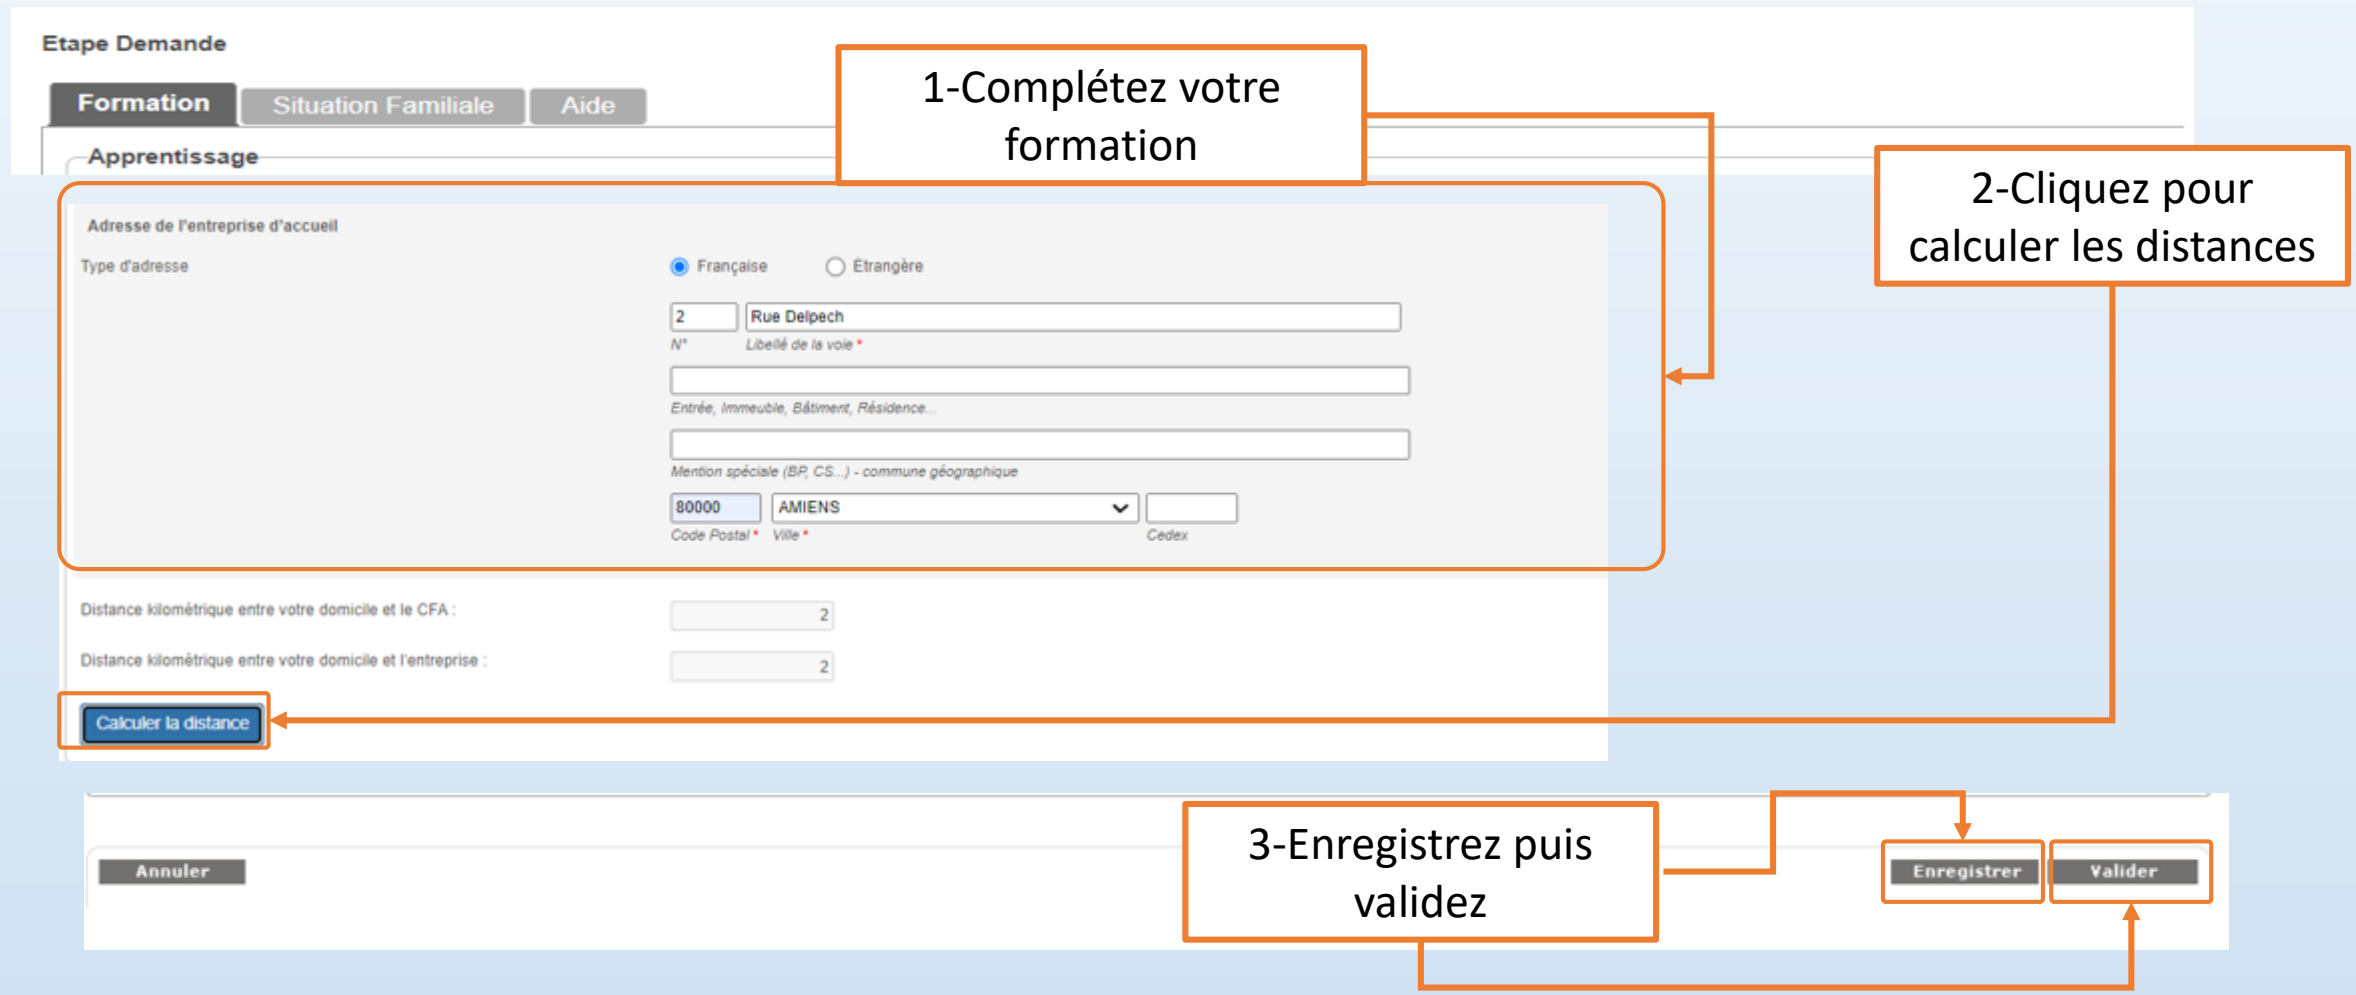 Etape Demande
Formation
Situation Familiale
Aide
Apprentissage
1-Complétez votre
formation
2-Cliquez pour
calculer les distances
Adresse de l'entreprise d'accueil
Type d'adresse
Française
Étrangère
2
Rue Delpech
N°
Libellé de la voie *
Entrée, Immeuble, Bâtiment, Résidence...
Mention spéciale (BP, CS...) - commune géographique
80000
AMIENS
Code Postal *
Ville *
Cedex
Distance kilométrique entre votre domicile et le CFA :
2
Distance kilométrique entre votre domicile et l'entreprise :
2
Calculer la distance
3-Enregistrez puis
validez
Annuler
Enregistrer
Valider